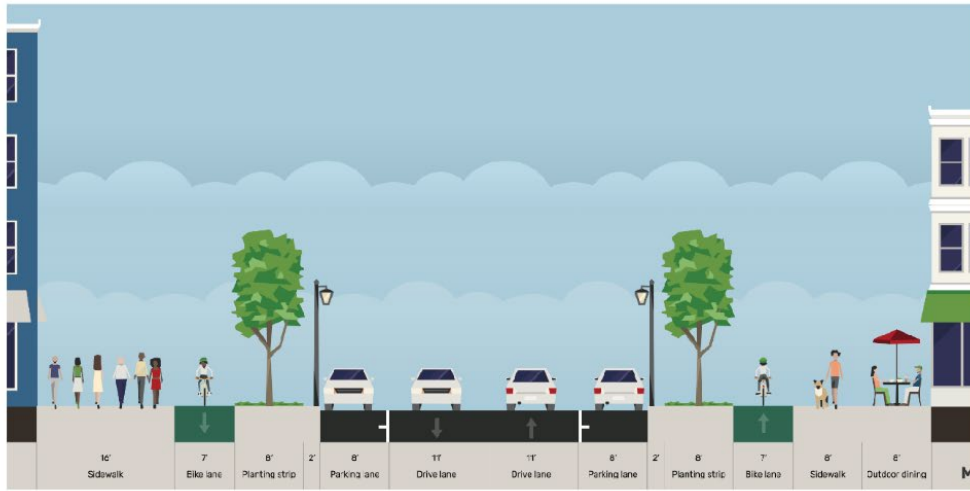 16' 7' 8' 2' 8' 11' 11' 8' 2' 8' 7' 8' 8'
Sidewalk Bike lane Planting strip Parking lane Drive lane Drive lane Parking lane Planting strip Bike lane Sidewalk Outdoor dining M